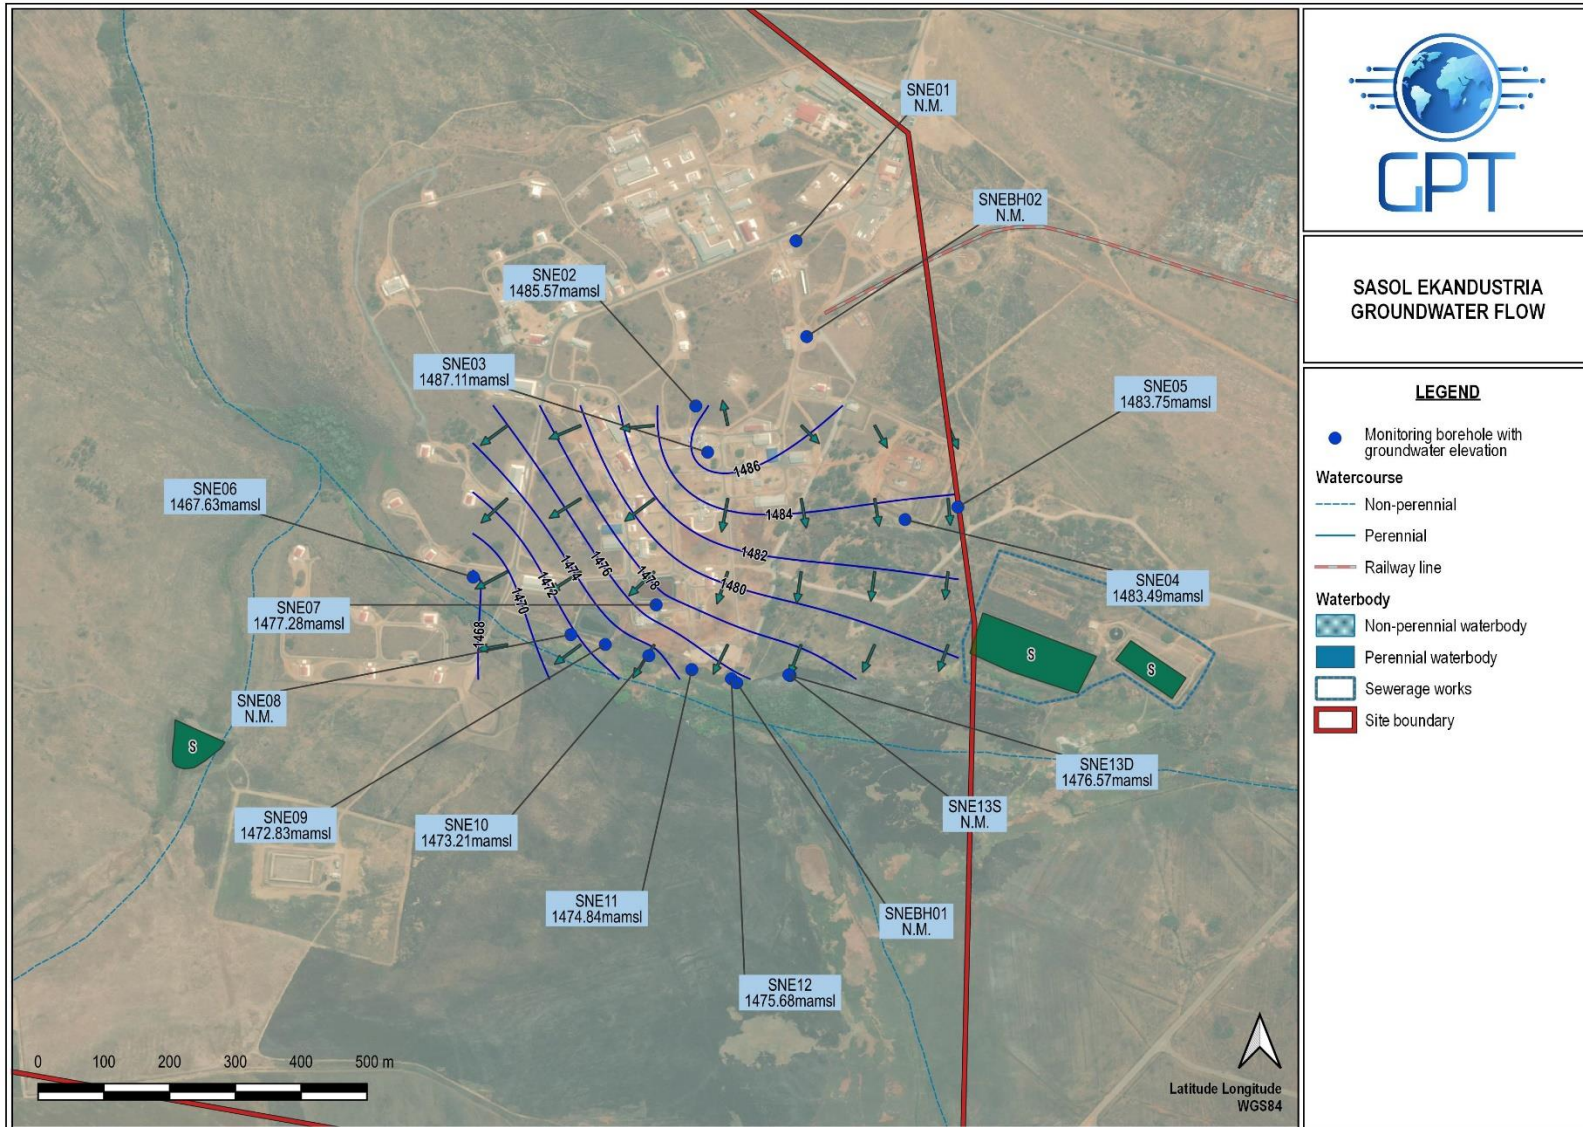 SNE01
N.M.
SNEBH02
N.M.
SNE02
1485.57mamsl
SNE03
1487.11mamsl
SNE05
1483.75mamsl
SNE06
1467.63mamsl
SNE07
1477.28mamsl
SNE04
1483.49mamsl
SNE08
N.M.
SNE09
1472.83mamsl
SNE10
1473.21mamsl
SNE11
1474.84mamsl
SNE12
1475.68mamsl
SNEBH01
N.M.
SNE13S
N.M.
SNE13D
1476.57mamsl
1486
1484
1482
1480
1478
1476
1474
1472
1470
1468
S
S
S
0 100 200 300 400 500 m
Latitude Longitude
WGS84
GPT
SASOL EKANDUSTRIA
GROUNDWATER FLOW
LEGEND
Monitoring borehole with
groundwater elevation
Watercourse
Non-perennial
Perennial
Railway line
Waterbody
Non-perennial waterbody
Perennial waterbody
Sewerage works
Site boundary